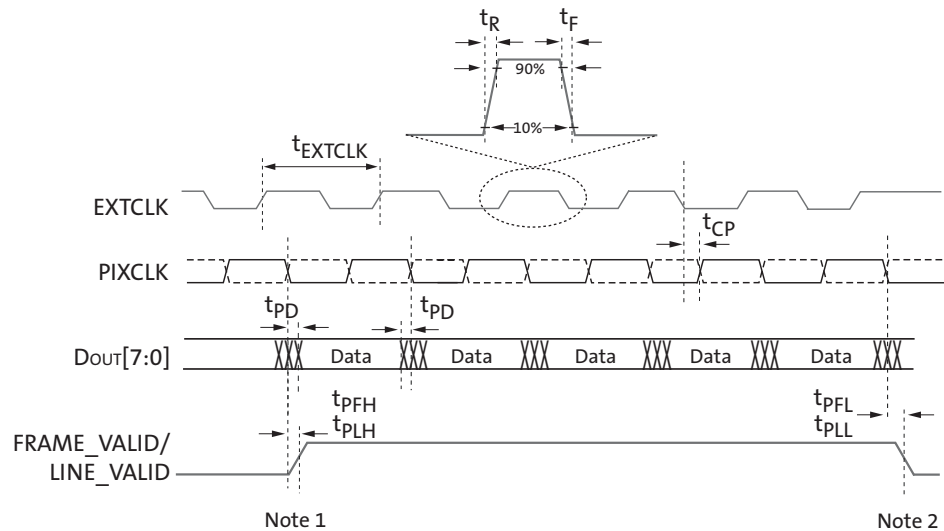 tR tF
90%
10%
tEXTCLK
EXTCLK
tCP
PIXCLK
tPD tPD
DOUT[7:0] Data Data Data Data Data
tPFH tPFL
tPLH tPLL
FRAME_VALID/
LINE_VALID
Note 1 Note 2